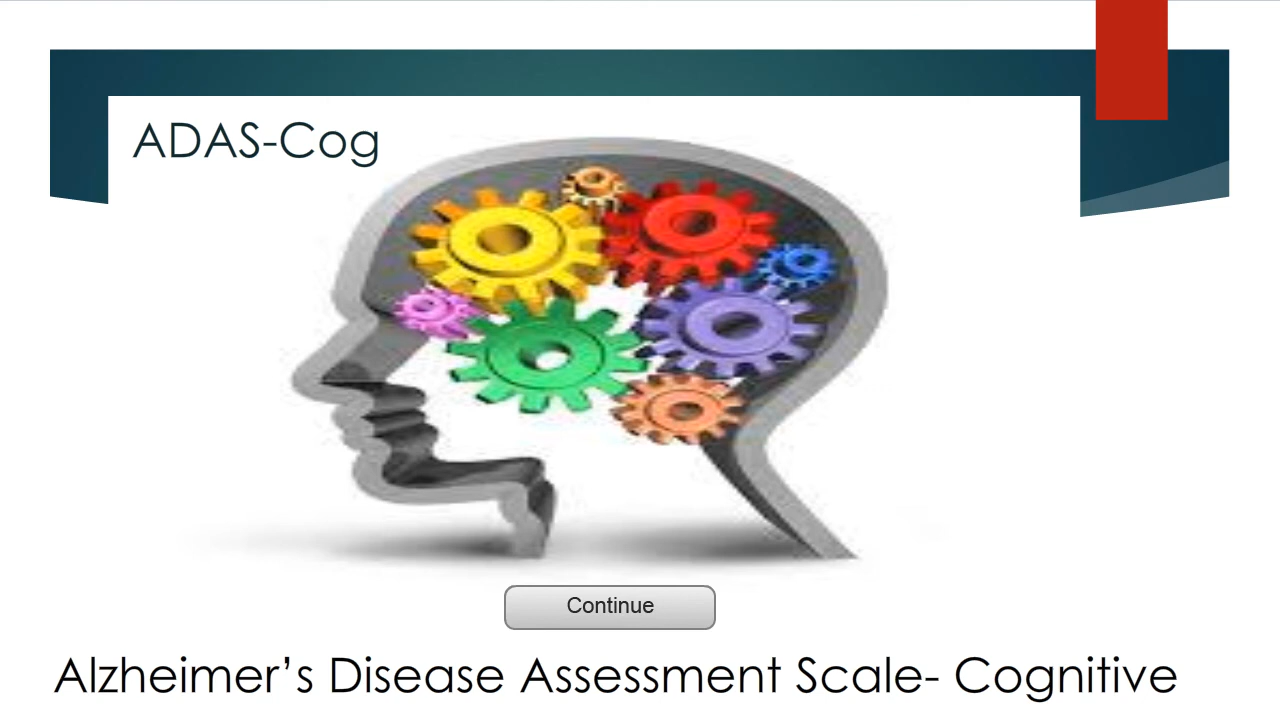 ADAS-Cog
Continue
Alzheimer’s Disease Assessment Scale- Cognitive